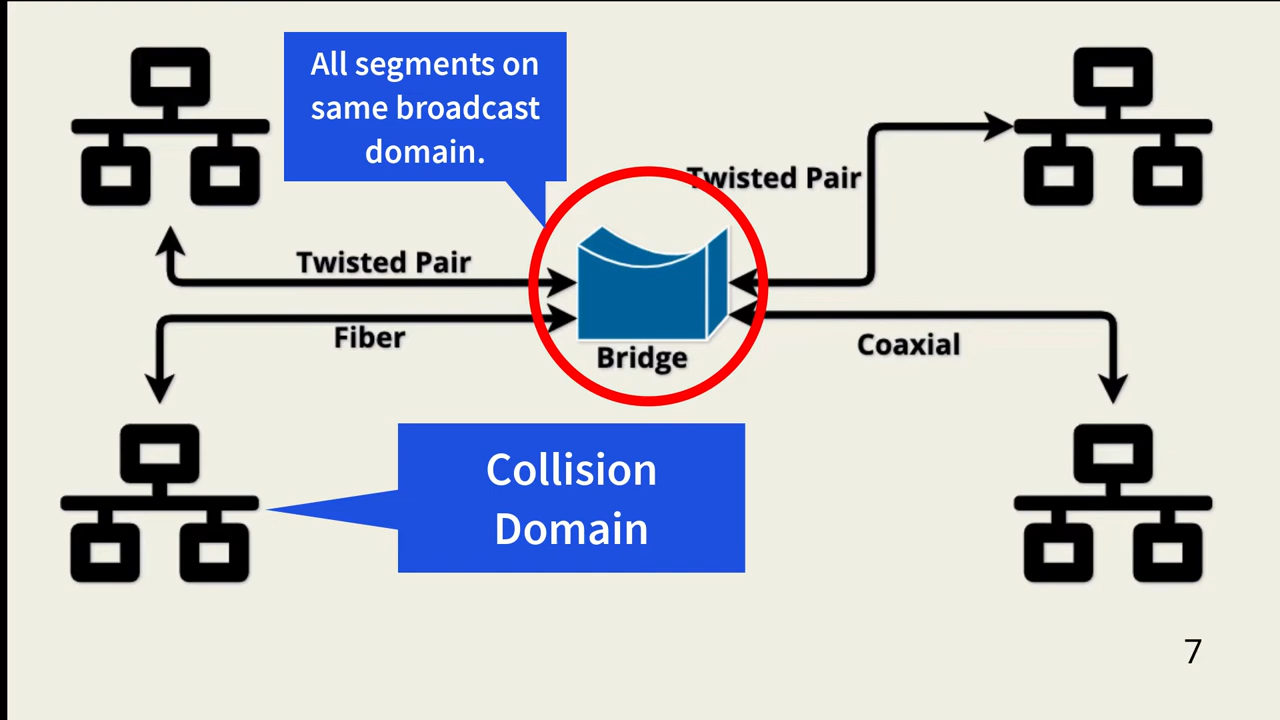 All segments on
same broadcast
domain.
Twisted Pair
Twisted Pair
Fiber
Bridge
Coaxial
Collision
Domain
7